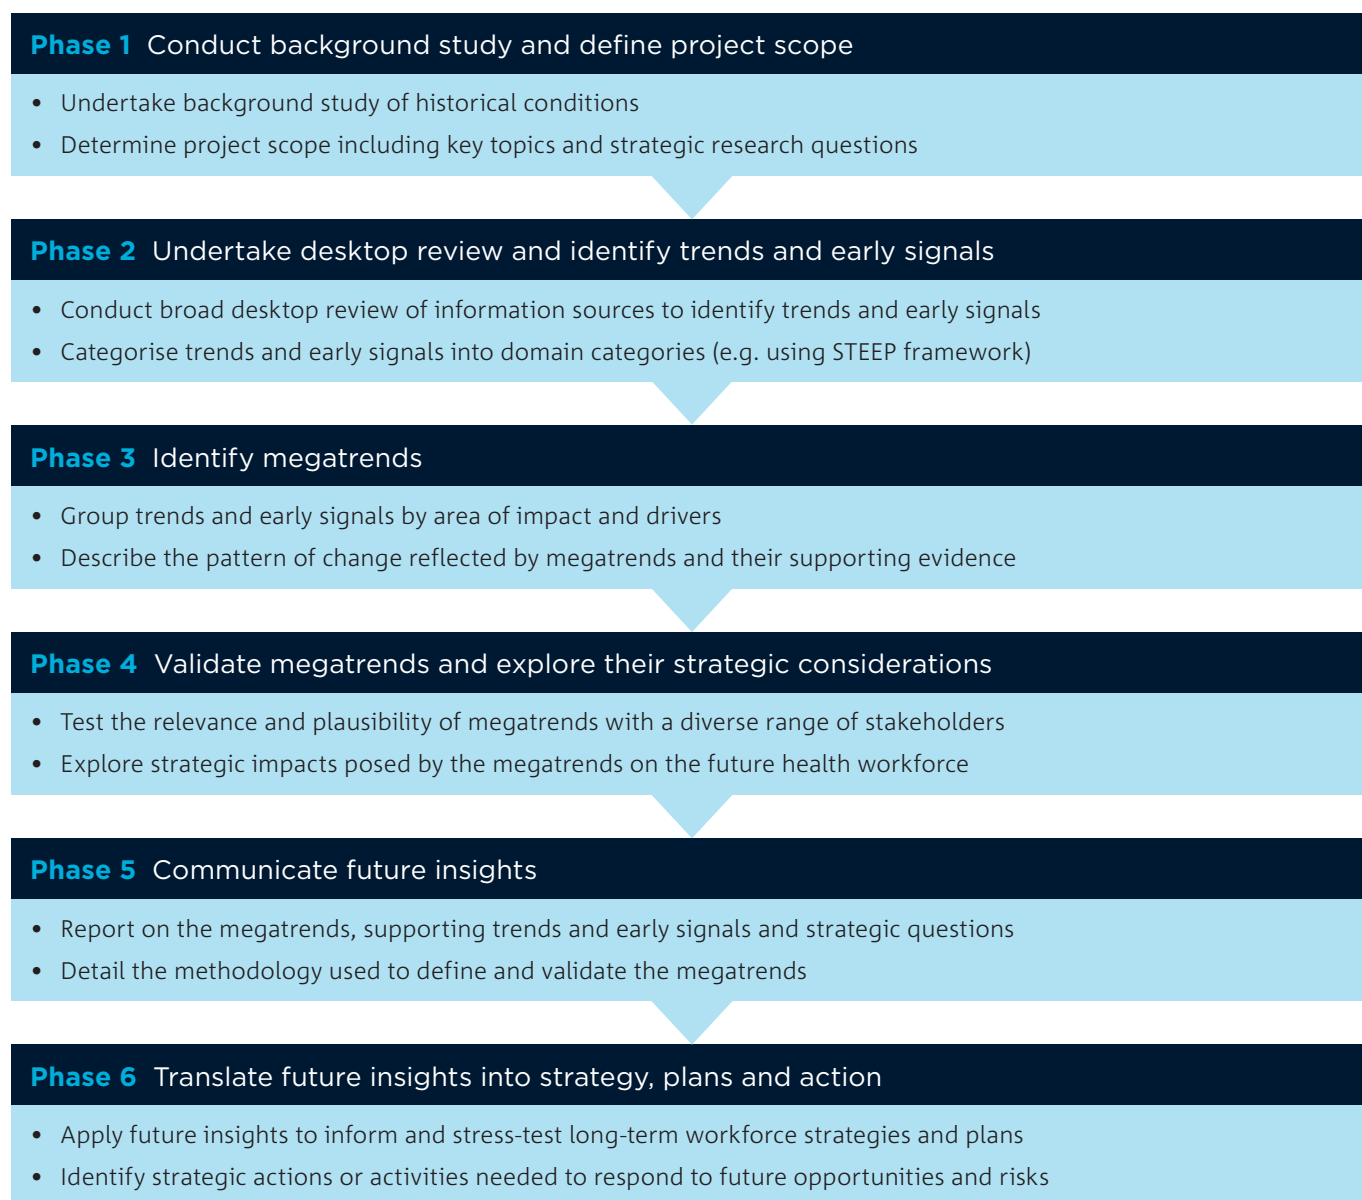 Phase 1 Conduct background study and define project scope
• Undertake background study of historical conditions
• Determine project scope including key topics and strategic research questions
Phase 2 Undertake desktop review and identify trends and early signals
• Conduct broad desktop review of information sources to identify trends and early signals
• Categorise trends and early signals into domain categories (e.g. using STEEP framework)
Phase 3 Identify megatrends
• Group trends and early signals by area of impact and drivers
• Describe the pattern of change reflected by megatrends and their supporting evidence
Phase 4 Validate megatrends and explore their strategic considerations
• Test the relevance and plausibility of megatrends with a diverse range of stakeholders
• Explore strategic impacts posed by the megatrends on the future health workforce
Phase 5 Communicate future insights
• Report on the megatrends, supporting trends and early signals and strategic questions
• Detail the methodology used to define and validate the megatrends
Phase 6 Translate future insights into strategy, plans and action
• Apply future insights to inform and stress-test long-term workforce strategies and plans
• Identify strategic actions or activities needed to respond to future opportunities and risks